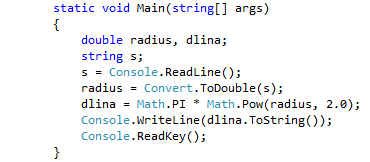 static void Main(string[] args)
{
double radius, dlina;
string s;
s = Console.ReadLine();
radius = Convert.ToDouble(s);
dlina = Math.PI * Math.Pow(radius, 2.0);
Console.WriteLine(dlina.ToString());
Console.ReadKey();
}